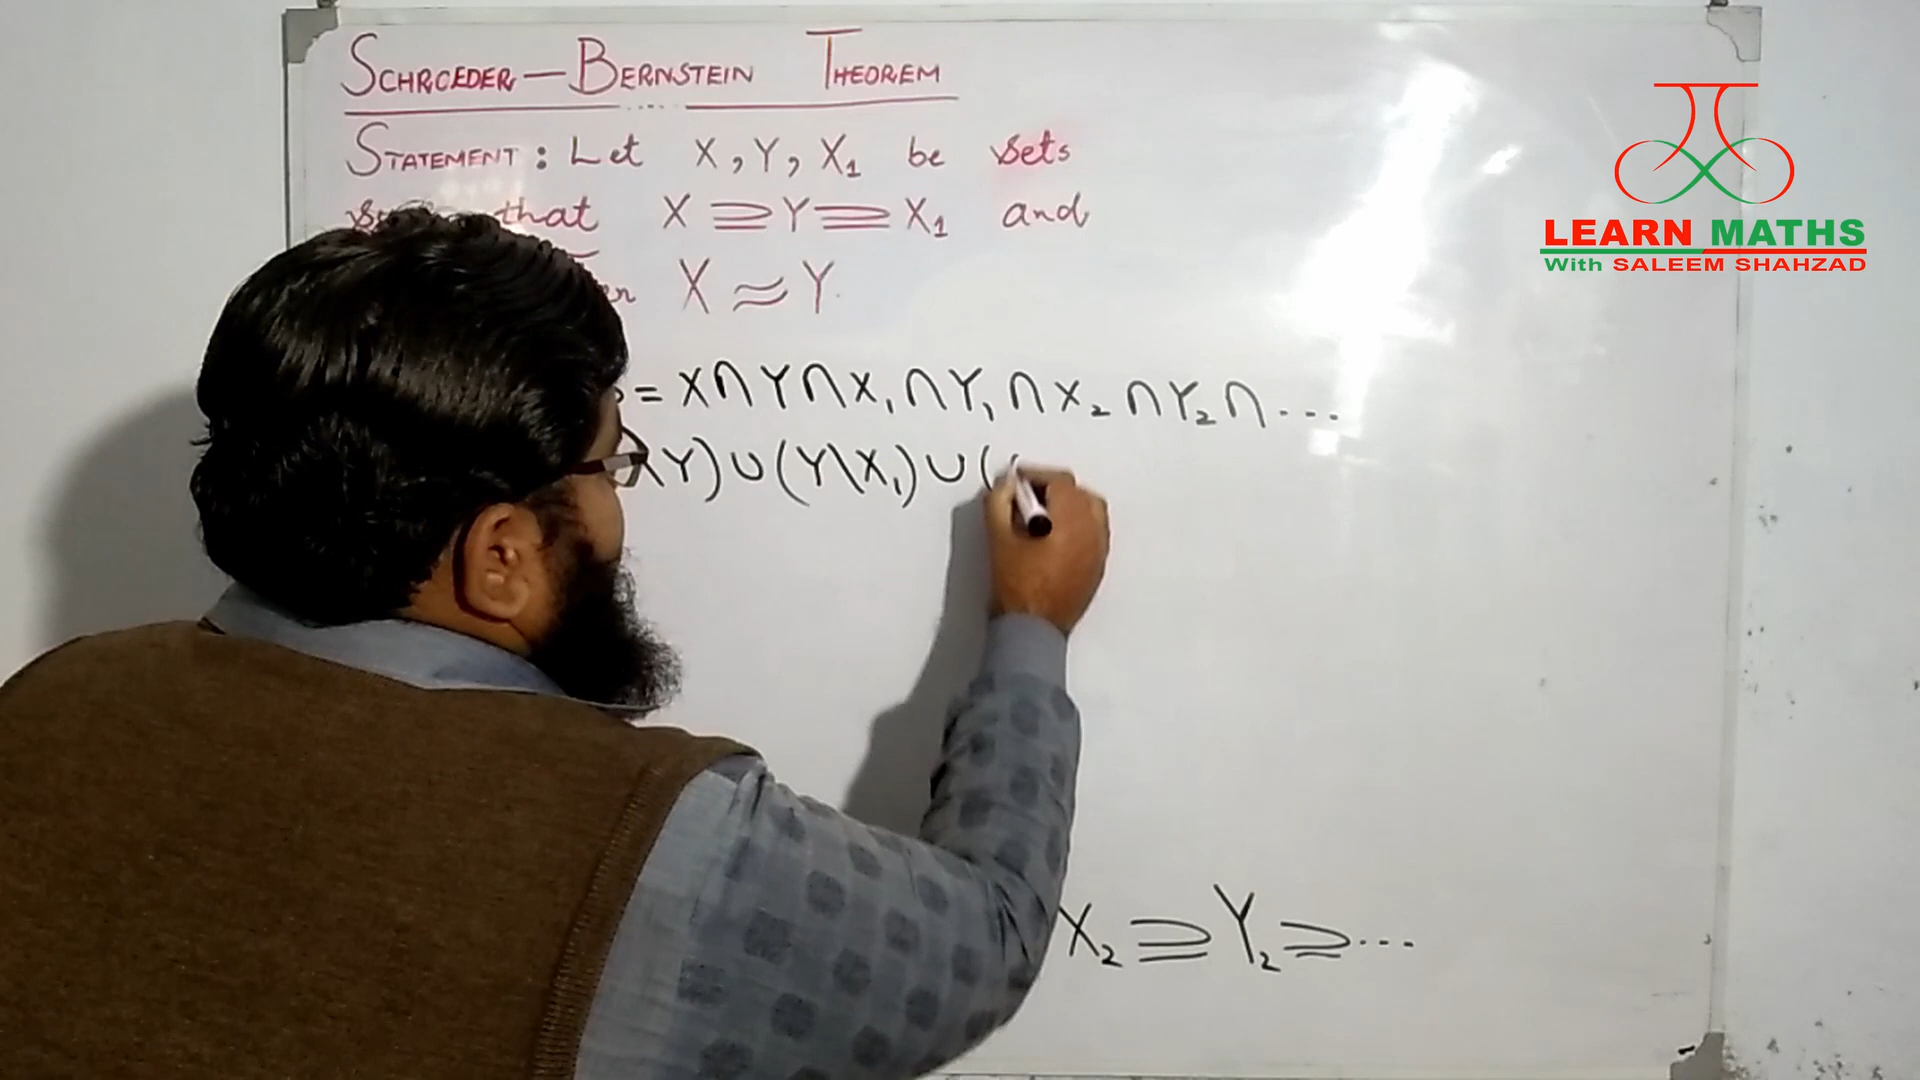 SCHROEDER — BERNSTEIN THEOREM
STATEMENT : Let X, Y, X₁ be sets
that X ⊇ Y ⊇ X₁ and
X ≈ Y.
= X ∩ Y ∩ X₁ ∩ Y₁ ∩ X₂ ∩ Y₂ ∩ ...
\Y) ∪ (Y\X₁) ∪ (
X₂ ⊇ Y₂ ⊇ ...
LEARN MATHS
With SALEEM SHAHZAD